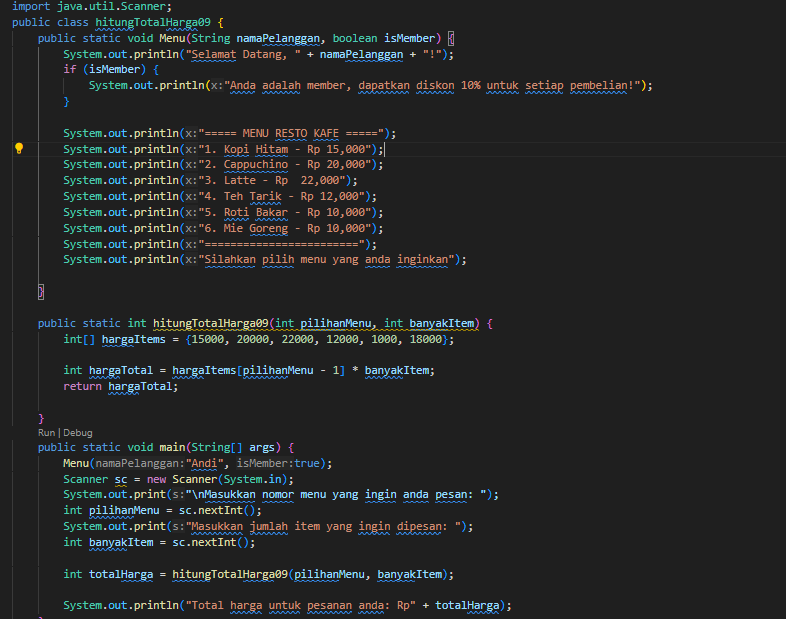 import java.util.Scanner;
public class hitungTotalHarga09 {
public static void Menu(String namaPelanggan, boolean isMember) {
System.out.println("Selamat Datang, " + namaPelanggan + "!");
if (isMember) {
System.out.println(x:"Anda adalah member, dapatkan diskon 10% untuk setiap pembelian!");
}
System.out.println(x:"===== MENU RESTO KAFE =====");
System.out.println(x:"1. Kopi Hitam - Rp 15,000");
System.out.println(x:"2. Cappuchino - Rp 20,000");
System.out.println(x:"3. Latte - Rp  22,000");
System.out.println(x:"4. Teh Tarik - Rp 12,000");
System.out.println(x:"5. Roti Bakar - Rp 10,000");
System.out.println(x:"6. Mie Goreng - Rp 10,000");
System.out.println(x:"========================");
System.out.println(x:"Silahkan pilih menu yang anda inginkan");
}
public static int hitungTotalHarga09(int pilihanMenu, int banyakItem) {
int[] hargaItems = {15000, 20000, 22000, 12000, 1000, 18000};
int hargaTotal = hargaItems[pilihanMenu - 1] * banyakItem;
return hargaTotal;
}
Run | Debug
public static void main(String[] args) {
Menu(namaPelanggan:"Andi", isMember:true);
Scanner sc = new Scanner(System.in);
System.out.print(s:"\nMasukkan nomor menu yang ingin anda pesan: ");
int pilihanMenu = sc.nextInt();
System.out.print(s:"Masukkan jumlah item yang ingin dipesan: ");
int banyakItem = sc.nextInt();
int totalHarga = hitungTotalHarga09(pilihanMenu, banyakItem);
System.out.println("Total harga untuk pesanan anda: Rp" + totalHarga);